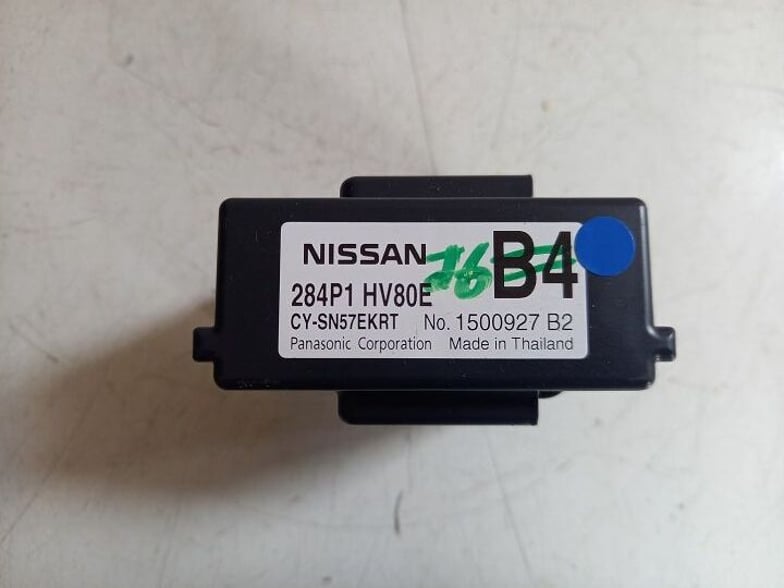 NISSAN B4
284P1 HV80E
CY-SN57EKRT No. 1500927 B2
Panasonic Corporation Made in Thailand